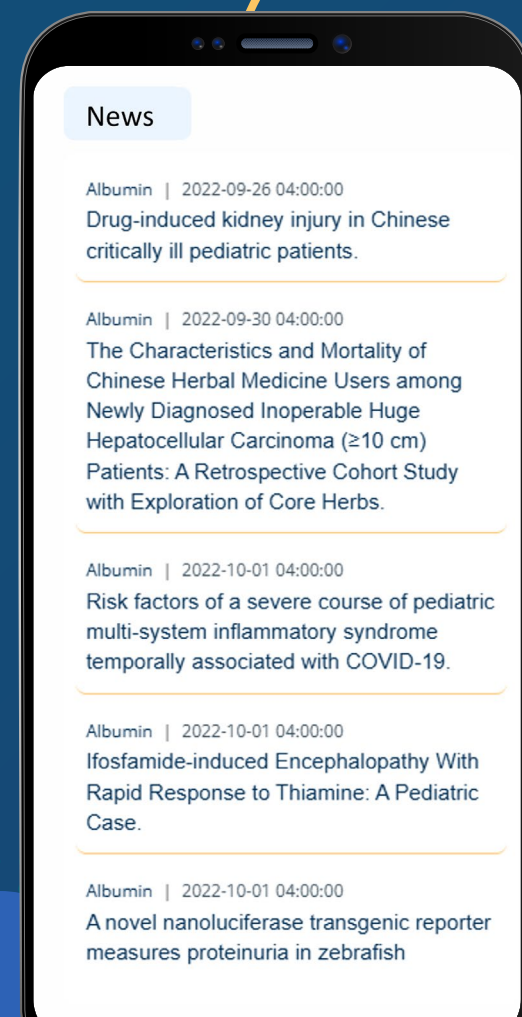 News
Albumin | 2022-09-26 04:00:00
Drug-induced kidney injury in Chinese
critically ill pediatric patients.
Albumin | 2022-09-30 04:00:00
The Characteristics and Mortality of
Chinese Herbal Medicine Users among
Newly Diagnosed Inoperable Huge
Hepatocellular Carcinoma (≥10 cm)
Patients: A Retrospective Cohort Study
with Exploration of Core Herbs.
Albumin | 2022-10-01 04:00:00
Risk factors of a severe course of pediatric
multi-system inflammatory syndrome
temporally associated with COVID-19.
Albumin | 2022-10-01 04:00:00
Ifosfamide-induced Encephalopathy With
Rapid Response to Thiamine: A Pediatric
Case.
Albumin | 2022-10-01 04:00:00
A novel nanoluciferase transgenic reporter
measures proteinuria in zebrafish